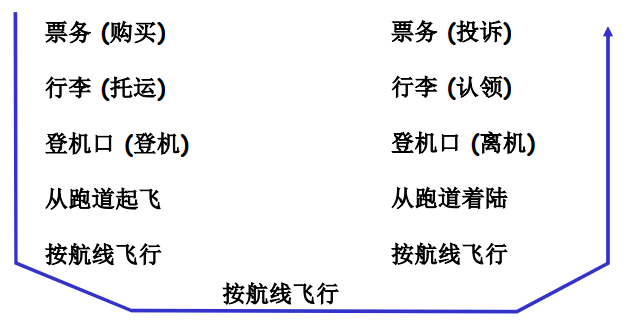 票务 (购买)
行李 (托运)
登机口 (登机)
从跑道起飞
按航线飞行
按航线飞行
票务 (投诉)
行李 (认领)
登机口 (离机)
从跑道着陆
按航线飞行